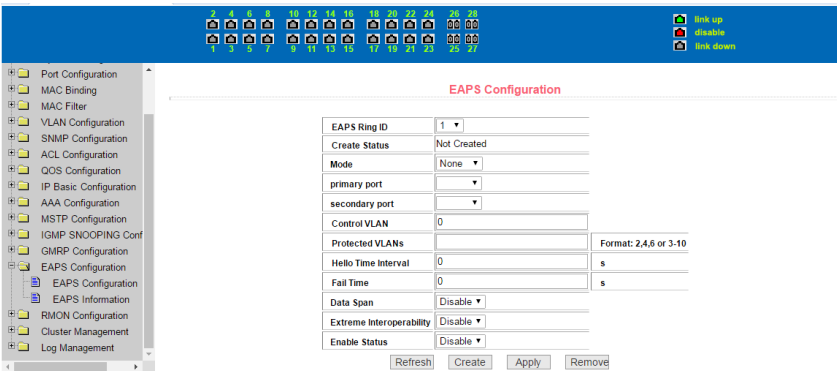 2 4 6 8 10 12 14 16 18 20 22 24 26 28
1 3 5 7 9 11 13 15 17 19 21 23 25 27
link up
disable
link down
Port Configuration
MAC Binding
MAC Filter
VLAN Configuration
SNMP Configuration
ACL Configuration
QOS Configuration
IP Basic Configuration
AAA Configuration
MSTP Configuration
IGMP SNOOPING Conf
GMRP Configuration
EAPS Configuration
EAPS Configuration
EAPS Information
RMON Configuration
Cluster Management
Log Management
EAPS Configuration
EAPS Ring ID 1
Create Status Not Created
Mode None
primary port
secondary port
Control VLAN 0
Protected VLANs Format: 2,4,6 or 3-10
Hello Time Interval 0 s
Fail Time 0 s
Data Span Disable
Extreme Interoperability Disable
Enable Status Disable
Refresh Create Apply Remove